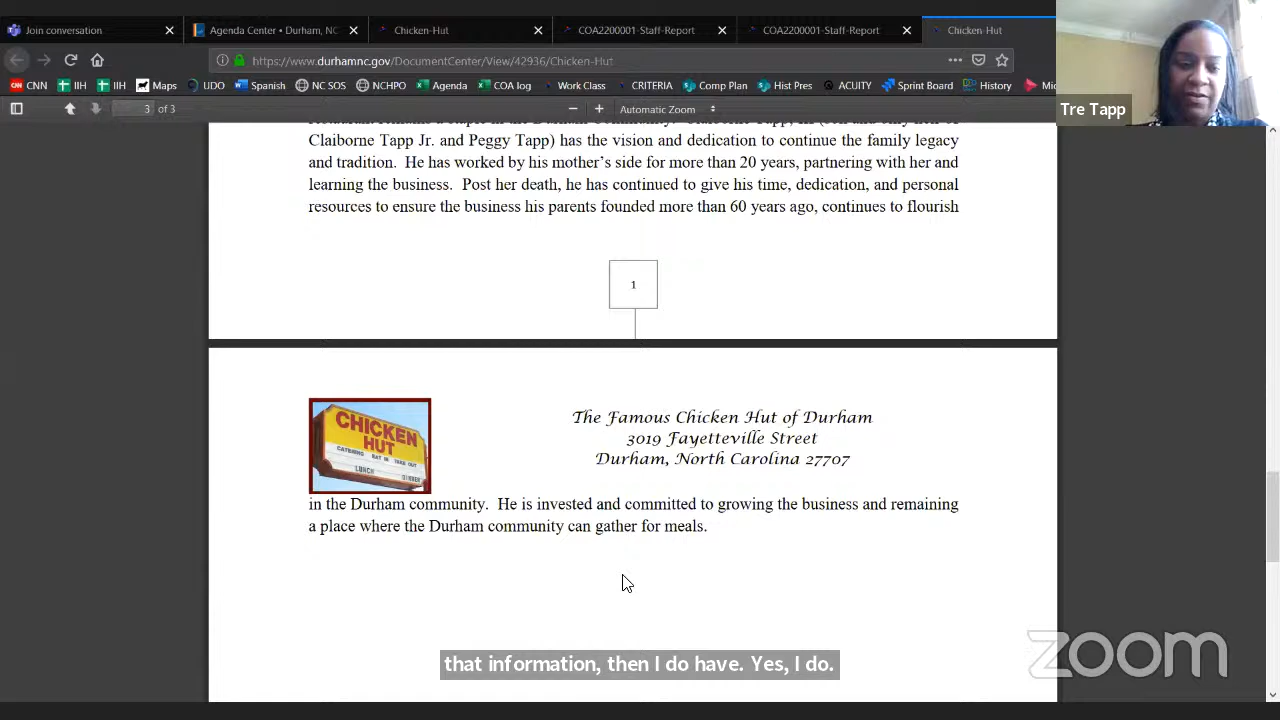 Join conversation
Agenda Center • Durham, NC
Chicken-Hut
COA2200001-Staff-Report
COA2200001-Staff-Report
Chicken-Hut
https://www.durhamnc.gov/DocumentCenter/View/42936/Chicken-Hut
CNN IIH IIH Maps UDO Spanish NC SOS NCHPO Agenda COA log Work Class CRITERIA Comp Plan Hist Pres ACUITY Sprint Board History Mic
3 of 3
Automatic Zoom
Tre Tapp
Claiborne Tapp Jr. and Peggy Tapp) has the vision and dedication to continue the family legacy
and tradition. He has worked by his mother's side for more than 20 years, partnering with her and
learning the business. Post her death, he has continued to give his time, dedication, and personal
resources to ensure the business his parents founded more than 60 years ago, continues to flourish
1
CHICKEN
HUT
CATERING EAT IN TAKE OUT
LUNCH DINNER
The Famous Chicken Hut of Durham
3019 Fayetteville Street
Durham, North Carolina 27707
in the Durham community. He is invested and committed to growing the business and remaining
a place where the Durham community can gather for meals.
that information, then I do have. Yes, I do.
zoom